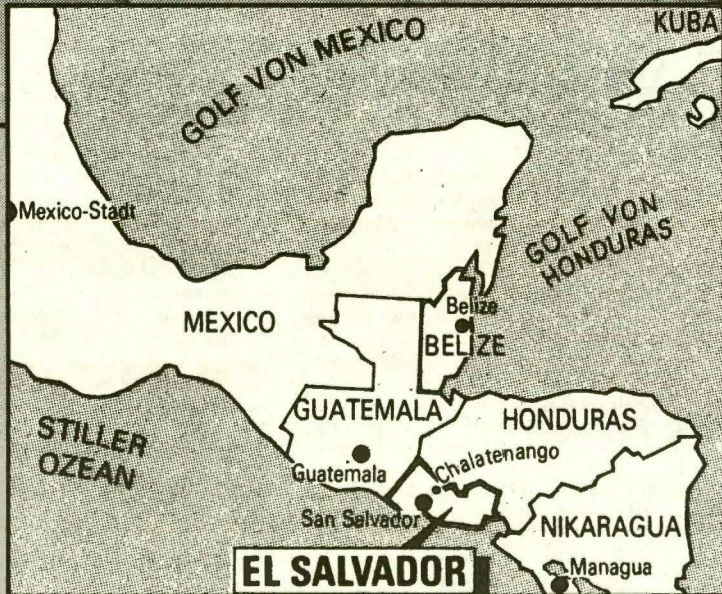 KUBA
GOLF VON MEXICO
Mexico-Stadt
GOLF VON
HONDURAS
Belize
MEXICO
BELIZE
GUATEMALA
HONDURAS
STILLER
OZEAN
Chalatenango
Guatemala
San Salvador
NIKARAGUA
Managua
EL SALVADOR